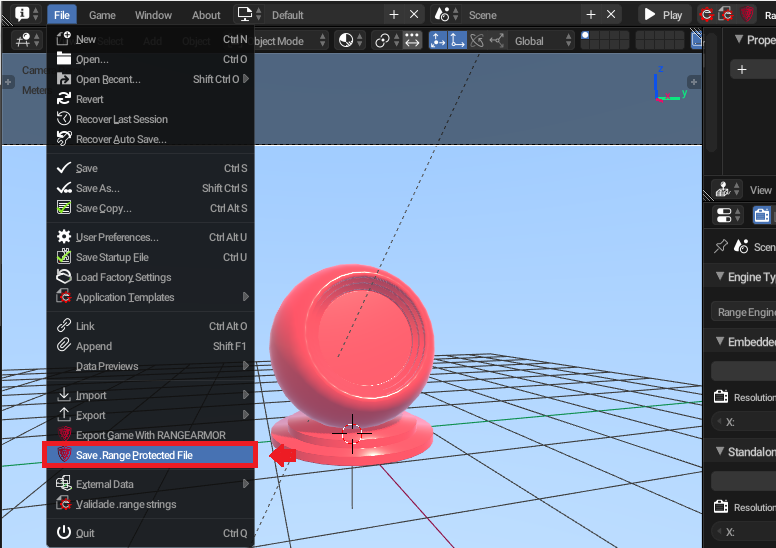 File Game Window About Default Scene Play Ra
New Ctrl N
Select Add Object
bject Mode Global
Prope
Came
Open... Ctrl O
Open Recent... Shift Ctrl O
Meter
Revert
Recover Last Session
Recover Auto Save...
Save Ctrl S
Save As... Shift Ctrl S
Save Copy... Ctrl Alt S
User Preferences... Ctrl Alt U
Save Startup File Ctrl U
Load Factory Settings
Application Templates
Link Ctrl Alt O
Append Shift F1
Data Previews
Import
Export
Export Game With RANGEARMOR
Save .Range Protected File
External Data
Validade .range strings
Quit Ctrl Q
z
y
View
Scen
Engine Ty
Range Engine
Embedde
Resolution
X:
Standalon
Resolution
X: